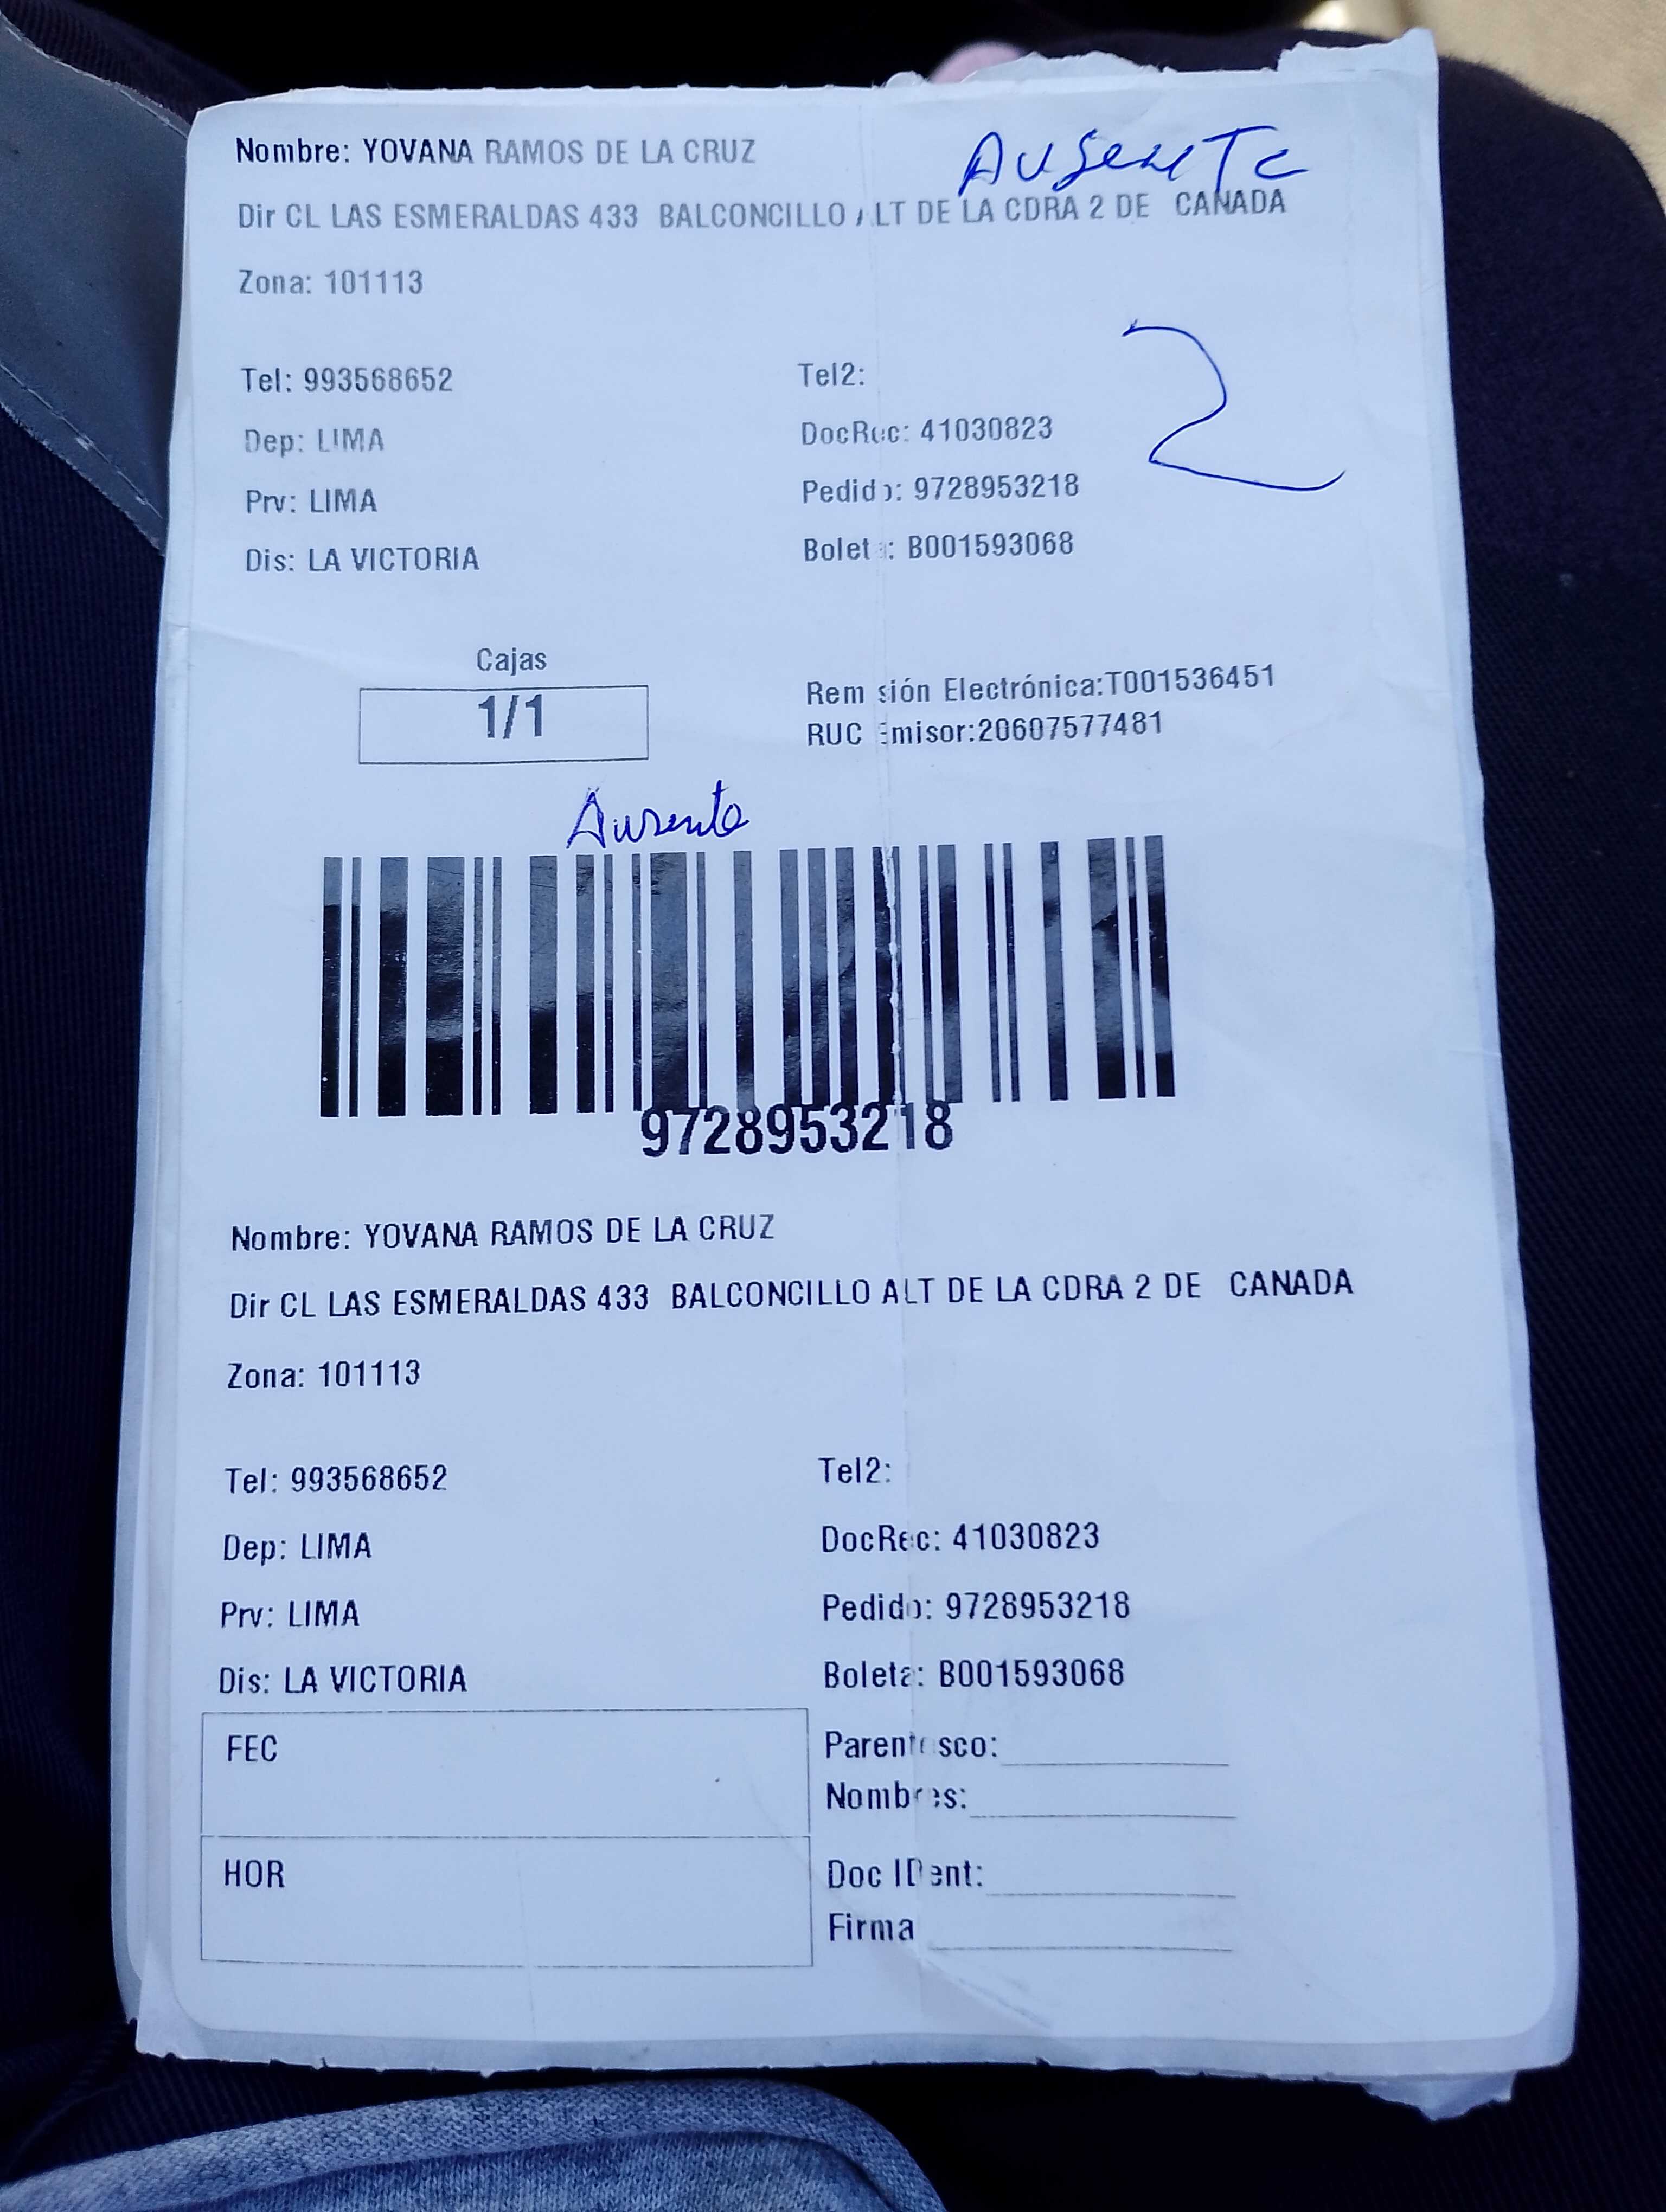 Nombre: YOVANA RAMOS DE LA CRUZ
AusenTe
Dir CL LAS ESMERALDAS 433 BALCONCILLO ALT DE LA CDRA 2 DE CANADA
Zona: 101113
2
Tel: 993568652 Tel2:
Dep: LIMA DocRec: 41030823
Prv: LIMA Pedido: 9728953218
Dis: LA VICTORIA Boleta: B001593068
Cajas
1/1
Remisión Electrónica:T001536451
RUC Emisor:20607577481
Ausente
9728953218
Nombre: YOVANA RAMOS DE LA CRUZ
Dir CL LAS ESMERALDAS 433 BALCONCILLO ALT DE LA CDRA 2 DE CANADA
Zona: 101113
Tel: 993568652 Tel2:
Dep: LIMA DocRec: 41030823
Prv: LIMA Pedido: 9728953218
Dis: LA VICTORIA Boleta: B001593068
FEC
Parentesco:
Nombres:
HOR
Doc IDent:
Firma